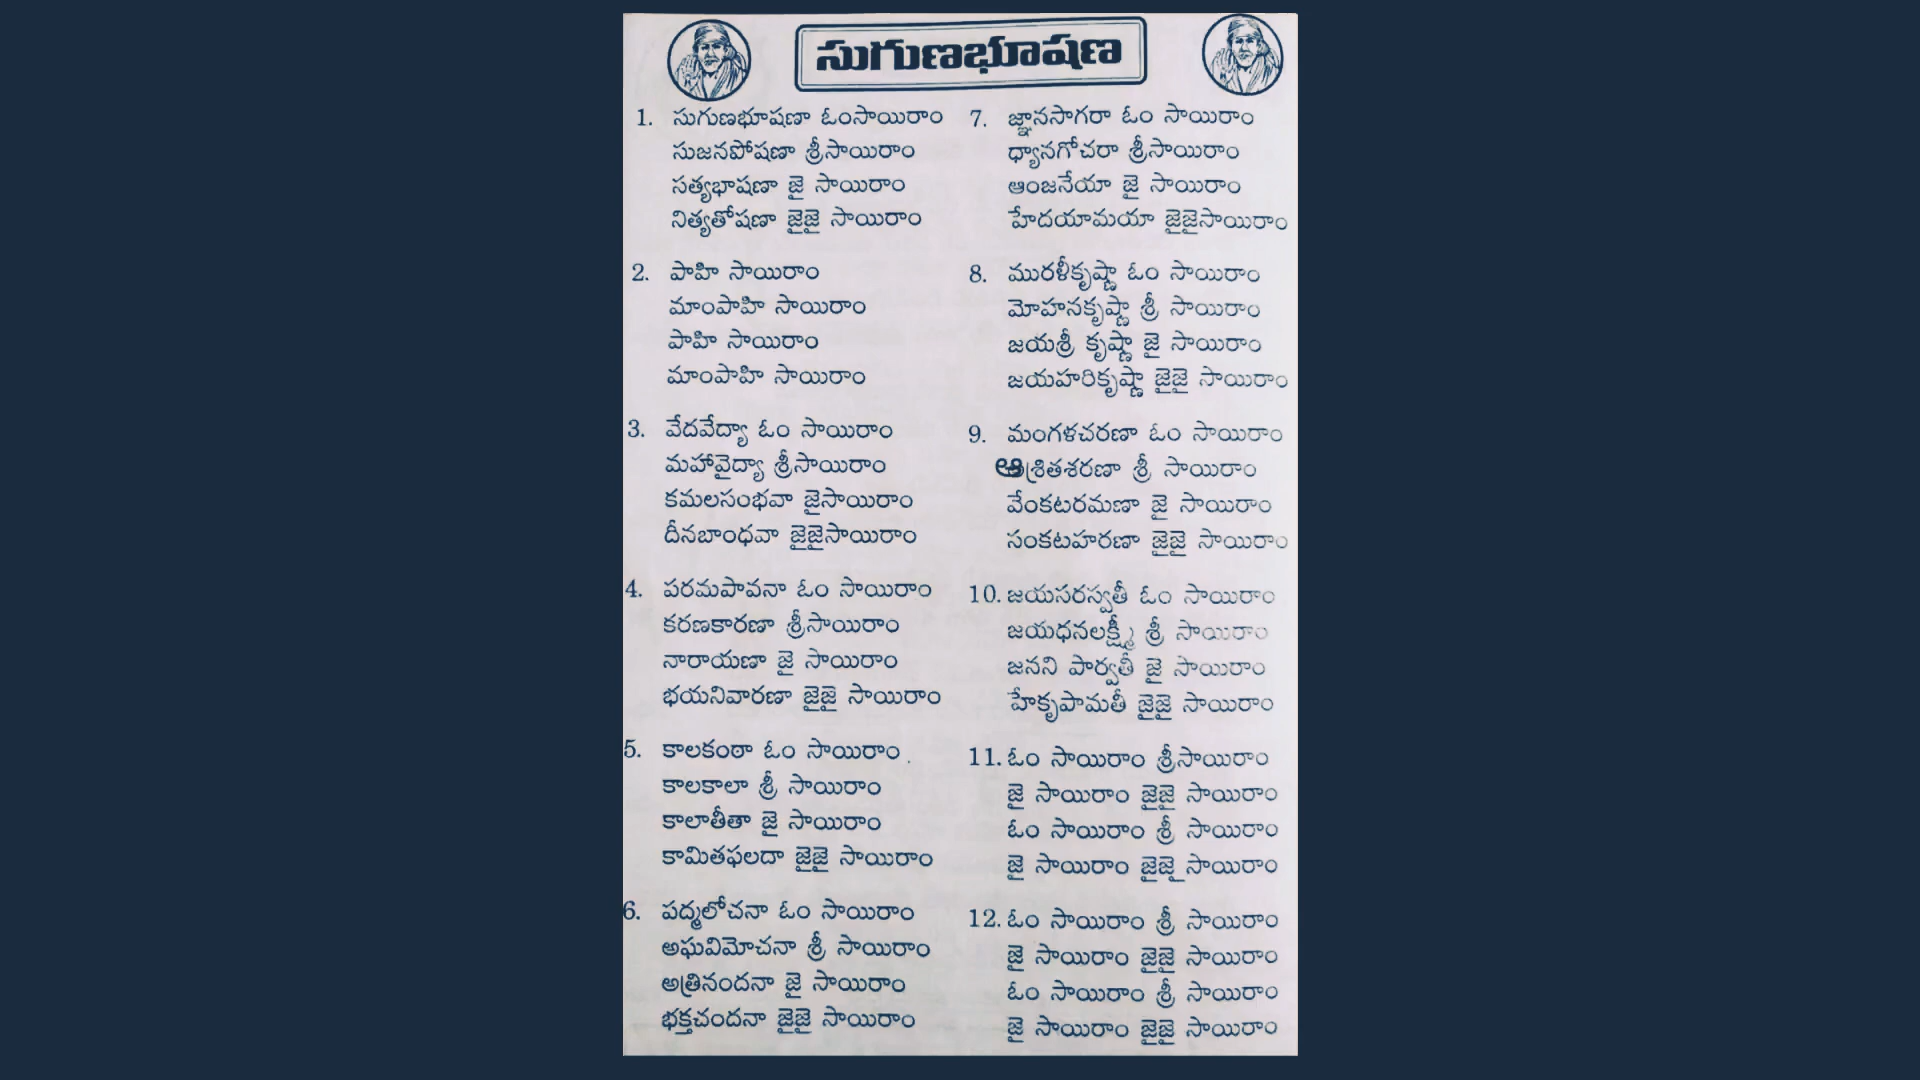 సుగుణభూషణ
1. సుగుణభూషణా ఓంసాయిరాం
సుజనపోషణా శ్రీసాయిరాం
సత్యభాషణా జై సాయిరాం
నిత్యతోషణా జైజై సాయిరాం
2. పాహి సాయిరాం
మాంపాహి సాయిరాం
పాహి సాయిరాం
మాంపాహి సాయిరాం
3. వేదవేద్యా ఓం సాయిరాం
మహావైద్యా శ్రీసాయిరాం
కమలసంభవా జైసాయిరాం
దీనబాంధవా జైజైసాయిరాం
4. పరమపావనా ఓం సాయిరాం
కరణకారణా శ్రీసాయిరాం
నారాయణా జై సాయిరాం
భయనివారణా జైజై సాయిరాం
5. కాలకంఠా ఓం సాయిరాం
కాలకాలా శ్రీ సాయిరాం
కాలాతీతా జై సాయిరాం
కామితఫలదా జైజై సాయిరాం
6. పద్మలోచనా ఓం సాయిరాం
అఘవిమోచనా శ్రీ సాయిరాం
అత్రినందనా జై సాయిరాం
భక్తచందనా జైజై సాయిరాం
7. జ్ఞానసాగరా ఓం సాయిరాం
ధ్యానగోచరా శ్రీసాయిరాం
ఆంజనేయా జై సాయిరాం
హేదయామయా జైజైసాయిరాం
8. మురళీకృష్ణా ఓం సాయిరాం
మోహనకృష్ణా శ్రీ సాయిరాం
జయశ్రీ కృష్ణా జై సాయిరాం
జయహరికృష్ణా జైజై సాయిరాం
9. మంగళచరణా ఓం సాయిరాం
ఆశ్రితశరణా శ్రీ సాయిరాం
వేంకటరమణా జై సాయిరాం
సంకటహరణా జైజై సాయిరాం
10. జయసరస్వతీ ఓం సాయిరాం
జయధనలక్ష్మీ శ్రీ సాయిరాం
జనని పార్వతీ జై సాయిరాం
హేకృపామతీ జైజై సాయిరాం
11. ఓం సాయిరాం శ్రీసాయిరాం
జై సాయిరాం జైజై సాయిరాం
ఓం సాయిరాం శ్రీ సాయిరాం
జై సాయిరాం జైజై సాయిరాం
12. ఓం సాయిరాం శ్రీ సాయిరాం
జై సాయిరాం జైజై సాయిరాం
ఓం సాయిరాం శ్రీ సాయిరాం
జై సాయిరాం జైజై సాయిరాం